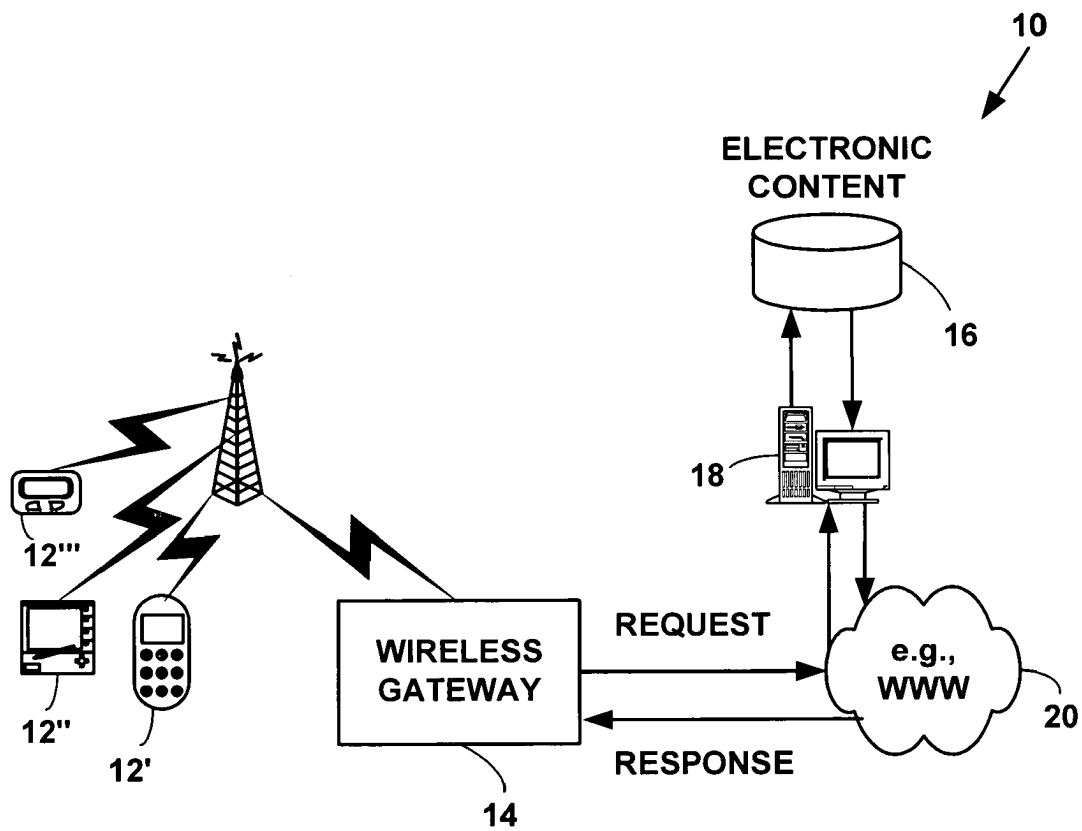 10
ELECTRONIC
CONTENT
16
18
12'''
12"
12'
WIRELESS
GATEWAY
14
REQUEST
RESPONSE
e.g.,
WWW
20